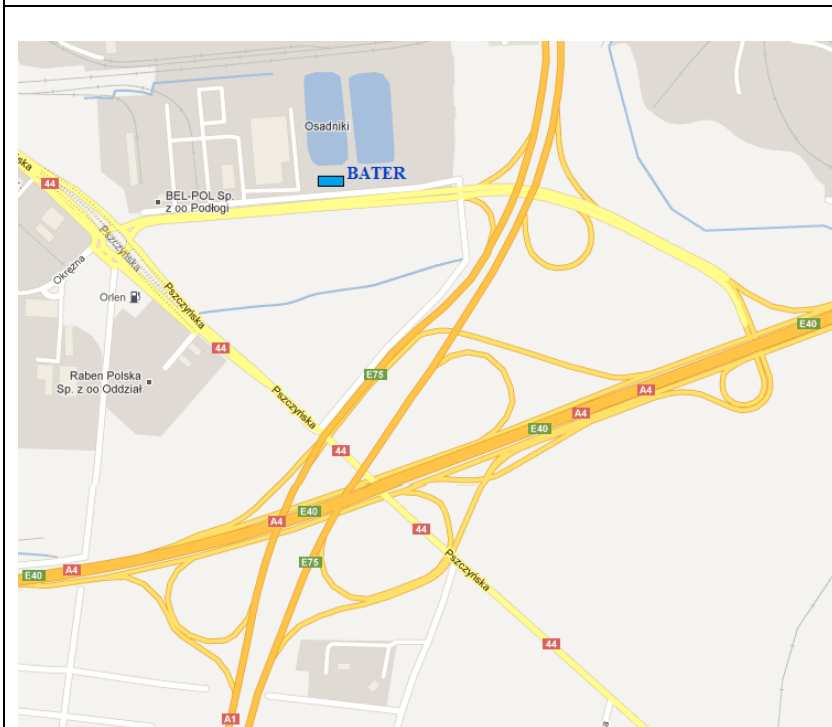 Osadniki
BATER
ńska
44
BEL-POL Sp.
z oo Podłogi
Pszczyńska
Okrężna
Pszczyńska
Orlen
44
E40
Raben Polska
Sp. z oo Oddział
E75
A4
Pszczyńska
A4
E40
44
E40
A4
44
Pszczyńska
E75
A4
E40
44
A1